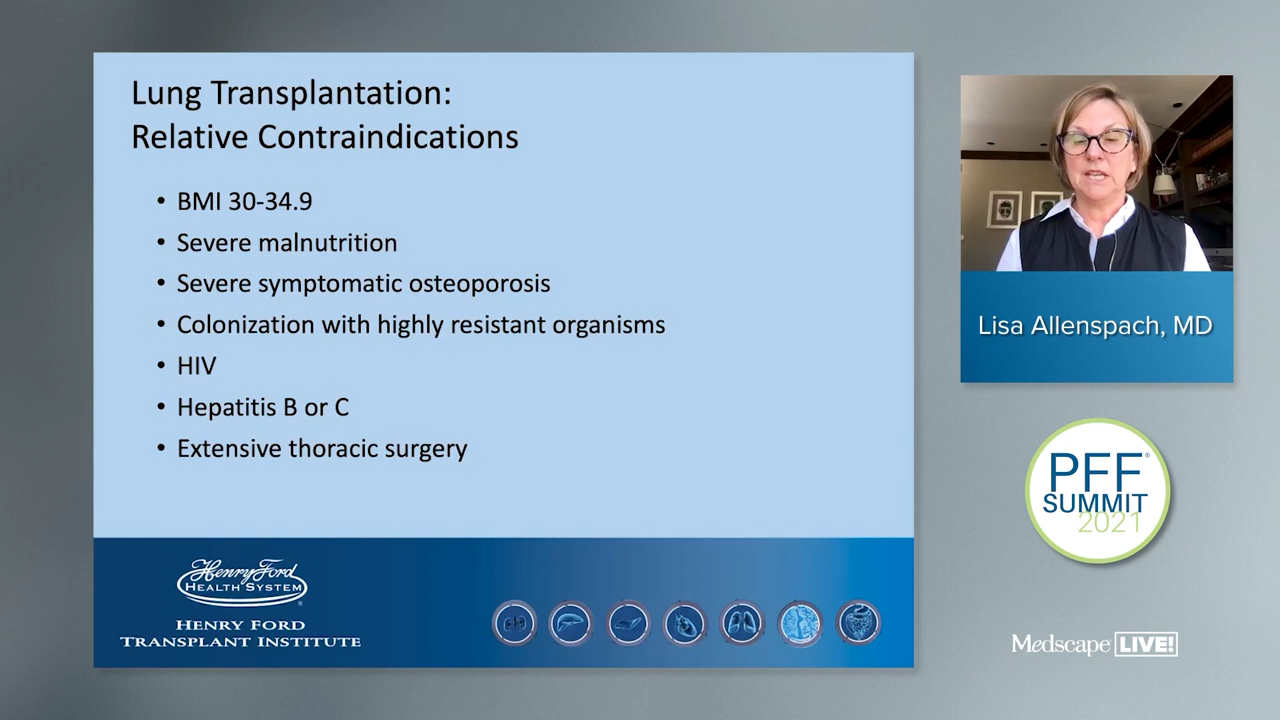 Lung Transplantation:
Relative Contraindications
• BMI 30-34.9
• Severe malnutrition
• Severe symptomatic osteoporosis
• Colonization with highly resistant organisms
• HIV
• Hepatitis B or C
• Extensive thoracic surgery
Henry Ford
HEALTH SYSTEM
®
HENRY FORD
TRANSPLANT INSTITUTE
Lisa Allenspach, MD
PFF®
SUMMIT
2021
Medscape LIVE!